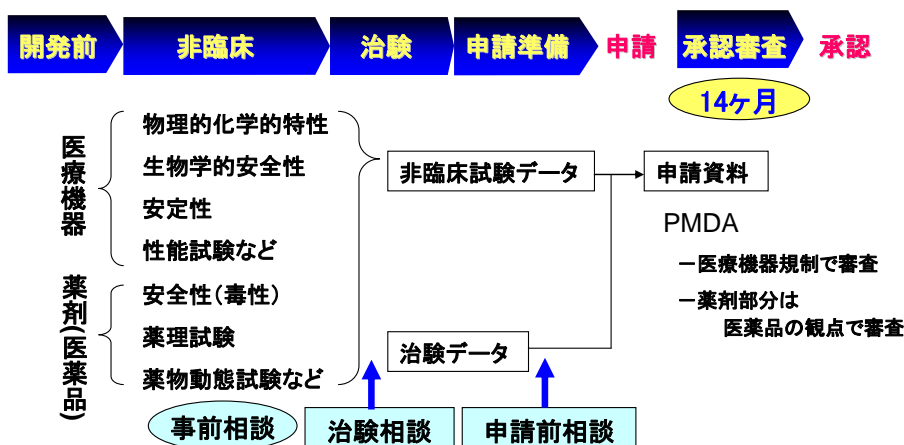 開発前
非臨床
治験
申請準備
申請
承認審査
承認
14ヶ月
医療機器
物理的化学的特性
生物学的安全性
安定性
性能試験など
薬剤(医薬品)
安全性(毒性)
薬理試験
薬物動態試験など
非臨床試験データ
治験データ
申請資料
PMDA
－医療機器規制で審査
－薬剤部分は
医薬品の観点で審査
事前相談
治験相談
申請前相談